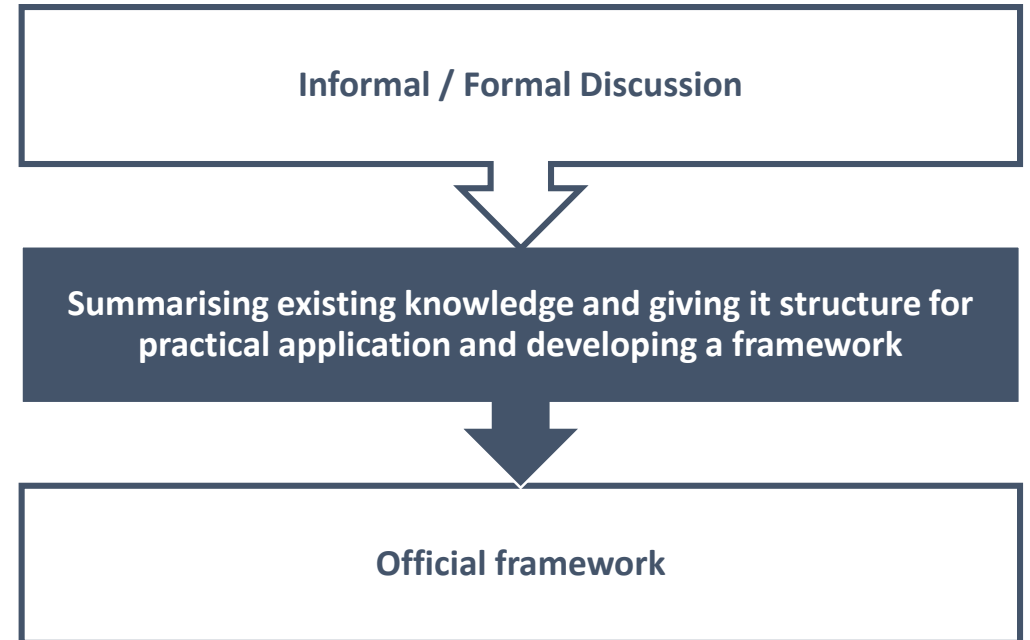 Informal / Formal Discussion
Summarising existing knowledge and giving it structure for
practical application and developing a framework
Official framework